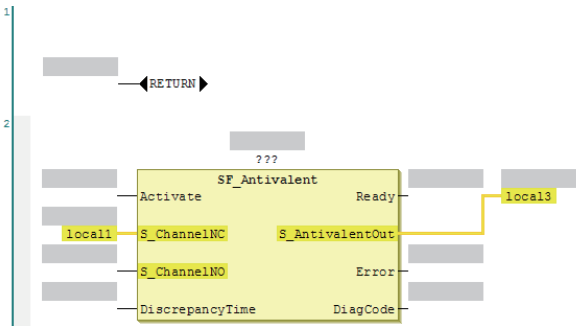 1
RETURN
2
???
SF_Antivalent
Activate Ready
local3
local1 S_ChannelNC S_AntivalentOut
S_ChannelNO Error
DiscrepancyTime DiagCode